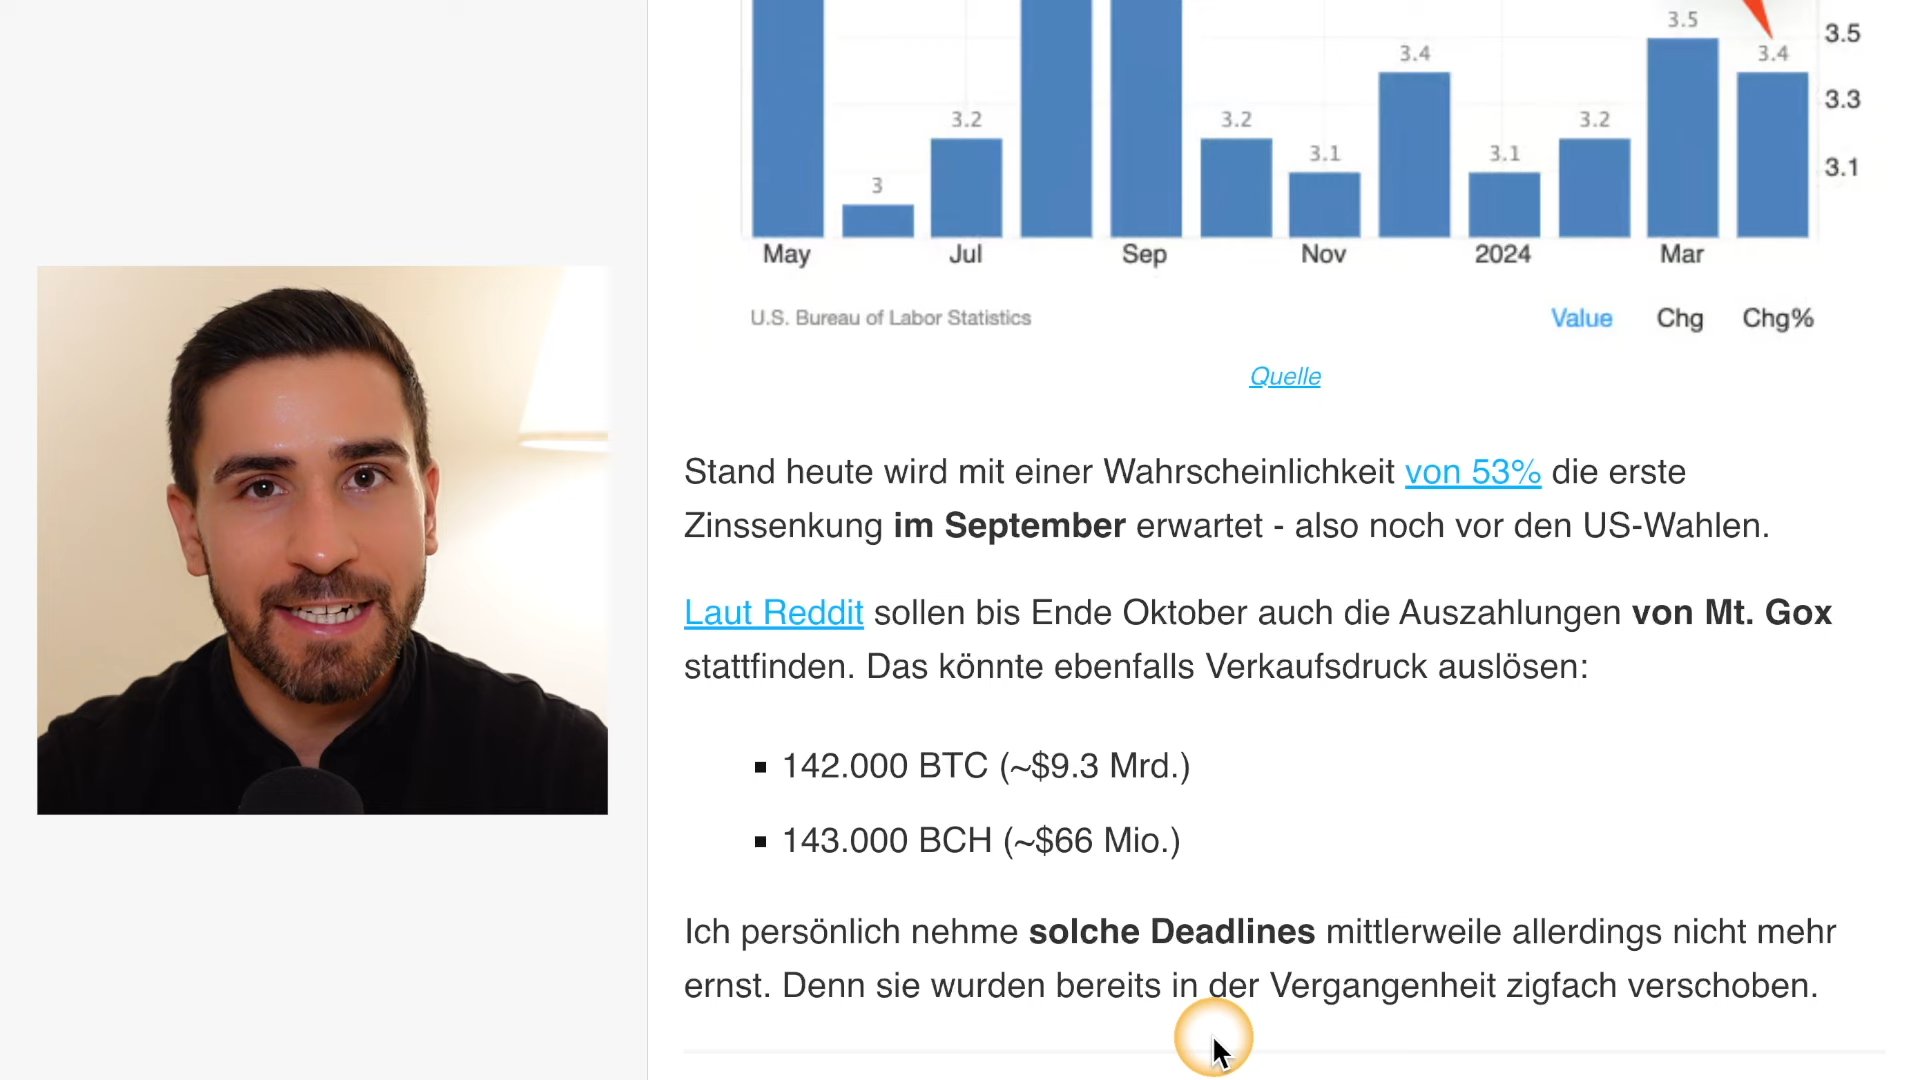 3.5
3.5
3.4
3.4
3.3
3.2
3.2
3.2
3.1
3.1
3.1
3
May Jul Sep Nov 2024 Mar
U.S. Bureau of Labor Statistics Value Chg Chg%
Quelle
Stand heute wird mit einer Wahrscheinlichkeit von 53% die erste
Zinssenkung im September erwartet - also noch vor den US-Wahlen.
Laut Reddit sollen bis Ende Oktober auch die Auszahlungen von Mt. Gox
stattfinden. Das könnte ebenfalls Verkaufsdruck auslösen:
▪ 142.000 BTC (~$9.3 Mrd.)
▪ 143.000 BCH (~$66 Mio.)
Ich persönlich nehme solche Deadlines mittlerweile allerdings nicht mehr
ernst. Denn sie wurden bereits in der Vergangenheit zigfach verschoben.